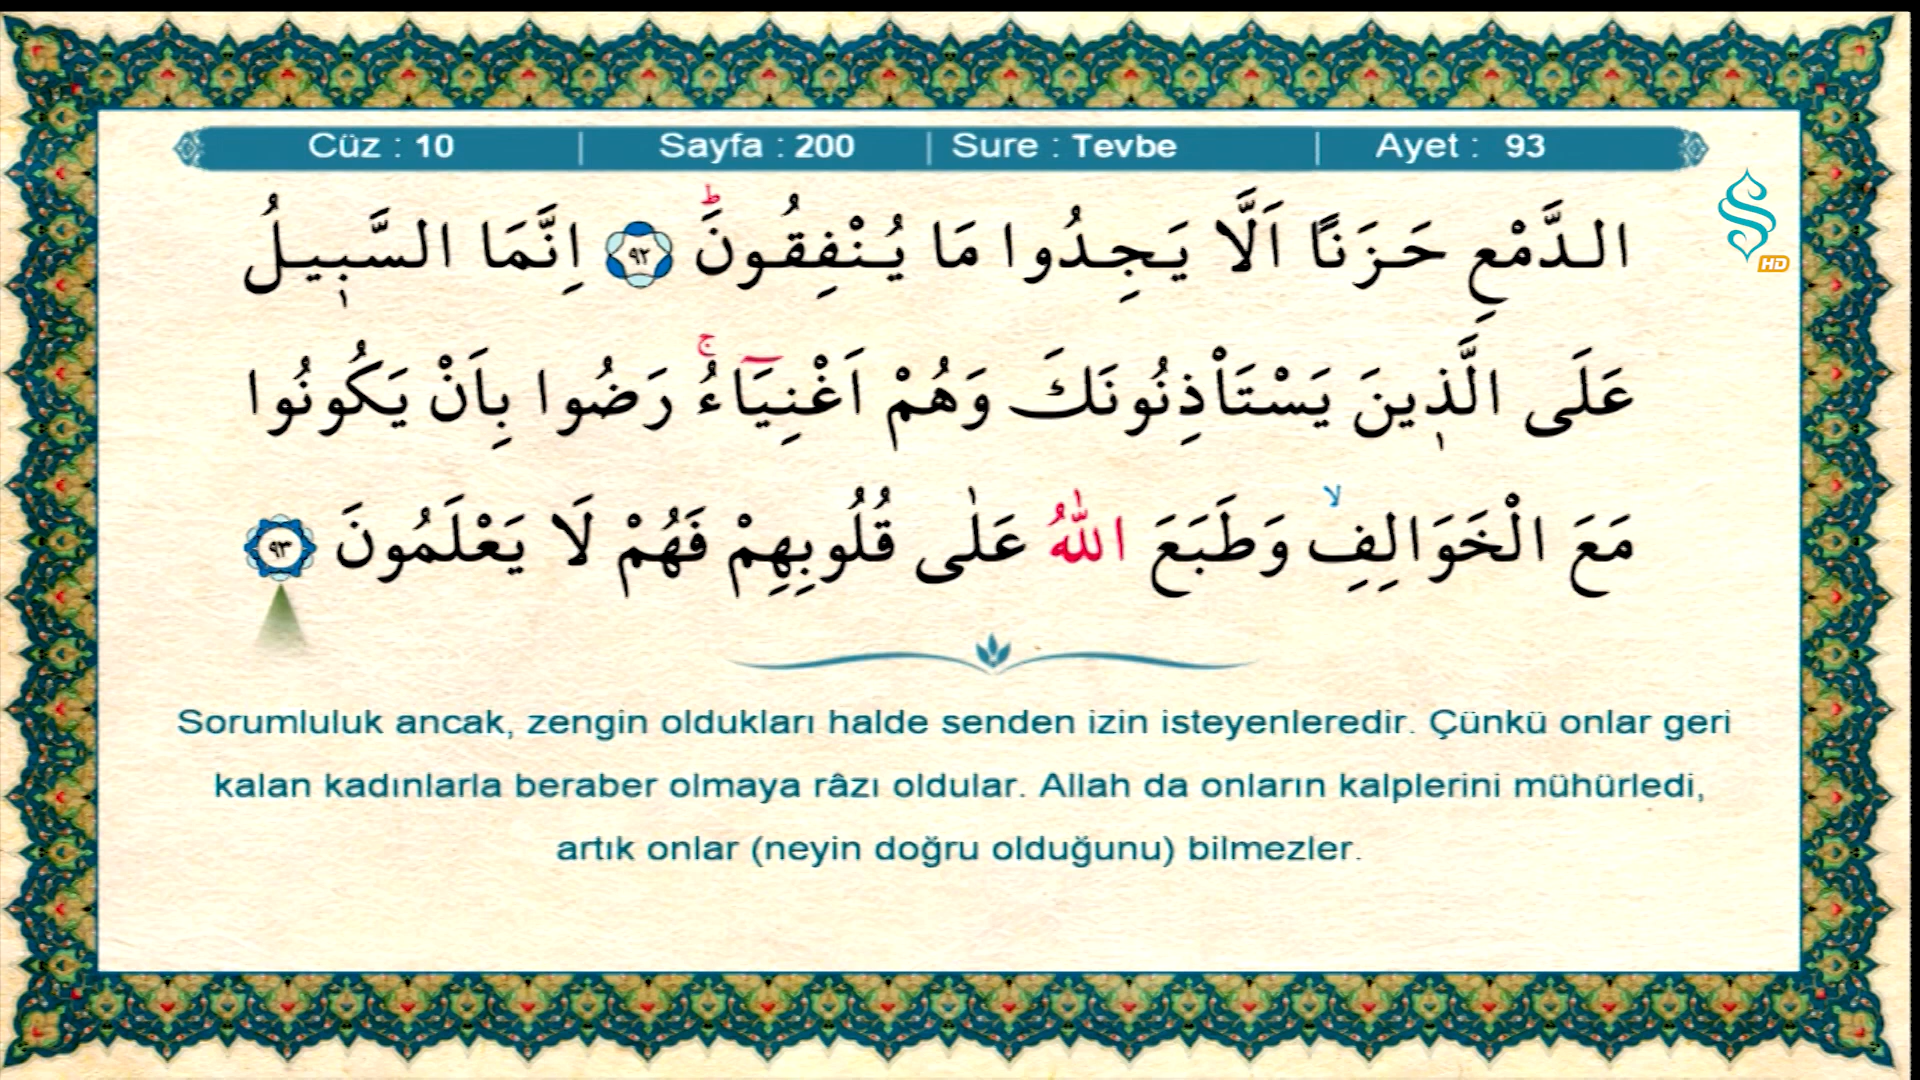 Cüz : 10 | Sayfa : 200 | Sure : Tevbe | Ayet : 93
الدَّمْعِ حَزَنًا اَلَّا يَجِدُوا مَا يُنْفِقُونَۜ ﴿٩٢﴾ اِنَّمَا السَّب۪يلُ
HD
عَلَى الَّذ۪ينَ يَسْتَأْذِنُونَكَ وَهُمْ اَغْنِيَٓاءُۚ رَضُوا بِاَنْ يَكُونُوا
مَعَ الْخَوَالِفِۙ وَطَبَعَ اللّٰهُ عَلٰى قُلُوبِهِمْ فَهُمْ لَا يَعْلَمُونَ ﴿٩٣﴾
Sorumluluk ancak, zengin oldukları halde senden izin isteyenleredir. Çünkü onlar geri
kalan kadınlarla beraber olmaya râzı oldular. Allah da onların kalplerini mühürledi,
artık onlar (neyin doğru olduğunu) bilmezler.